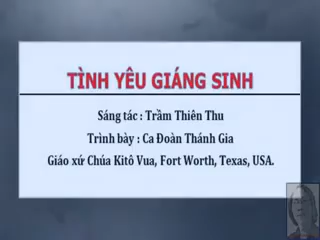 TÌNH YÊU GIÁNG SINH
Sáng tác : Trầm Thiên Thu
Trình bày : Ca Đoàn Thánh Gia
Giáo xứ Chúa Kitô Vua, Fort Worth, Texas, USA.